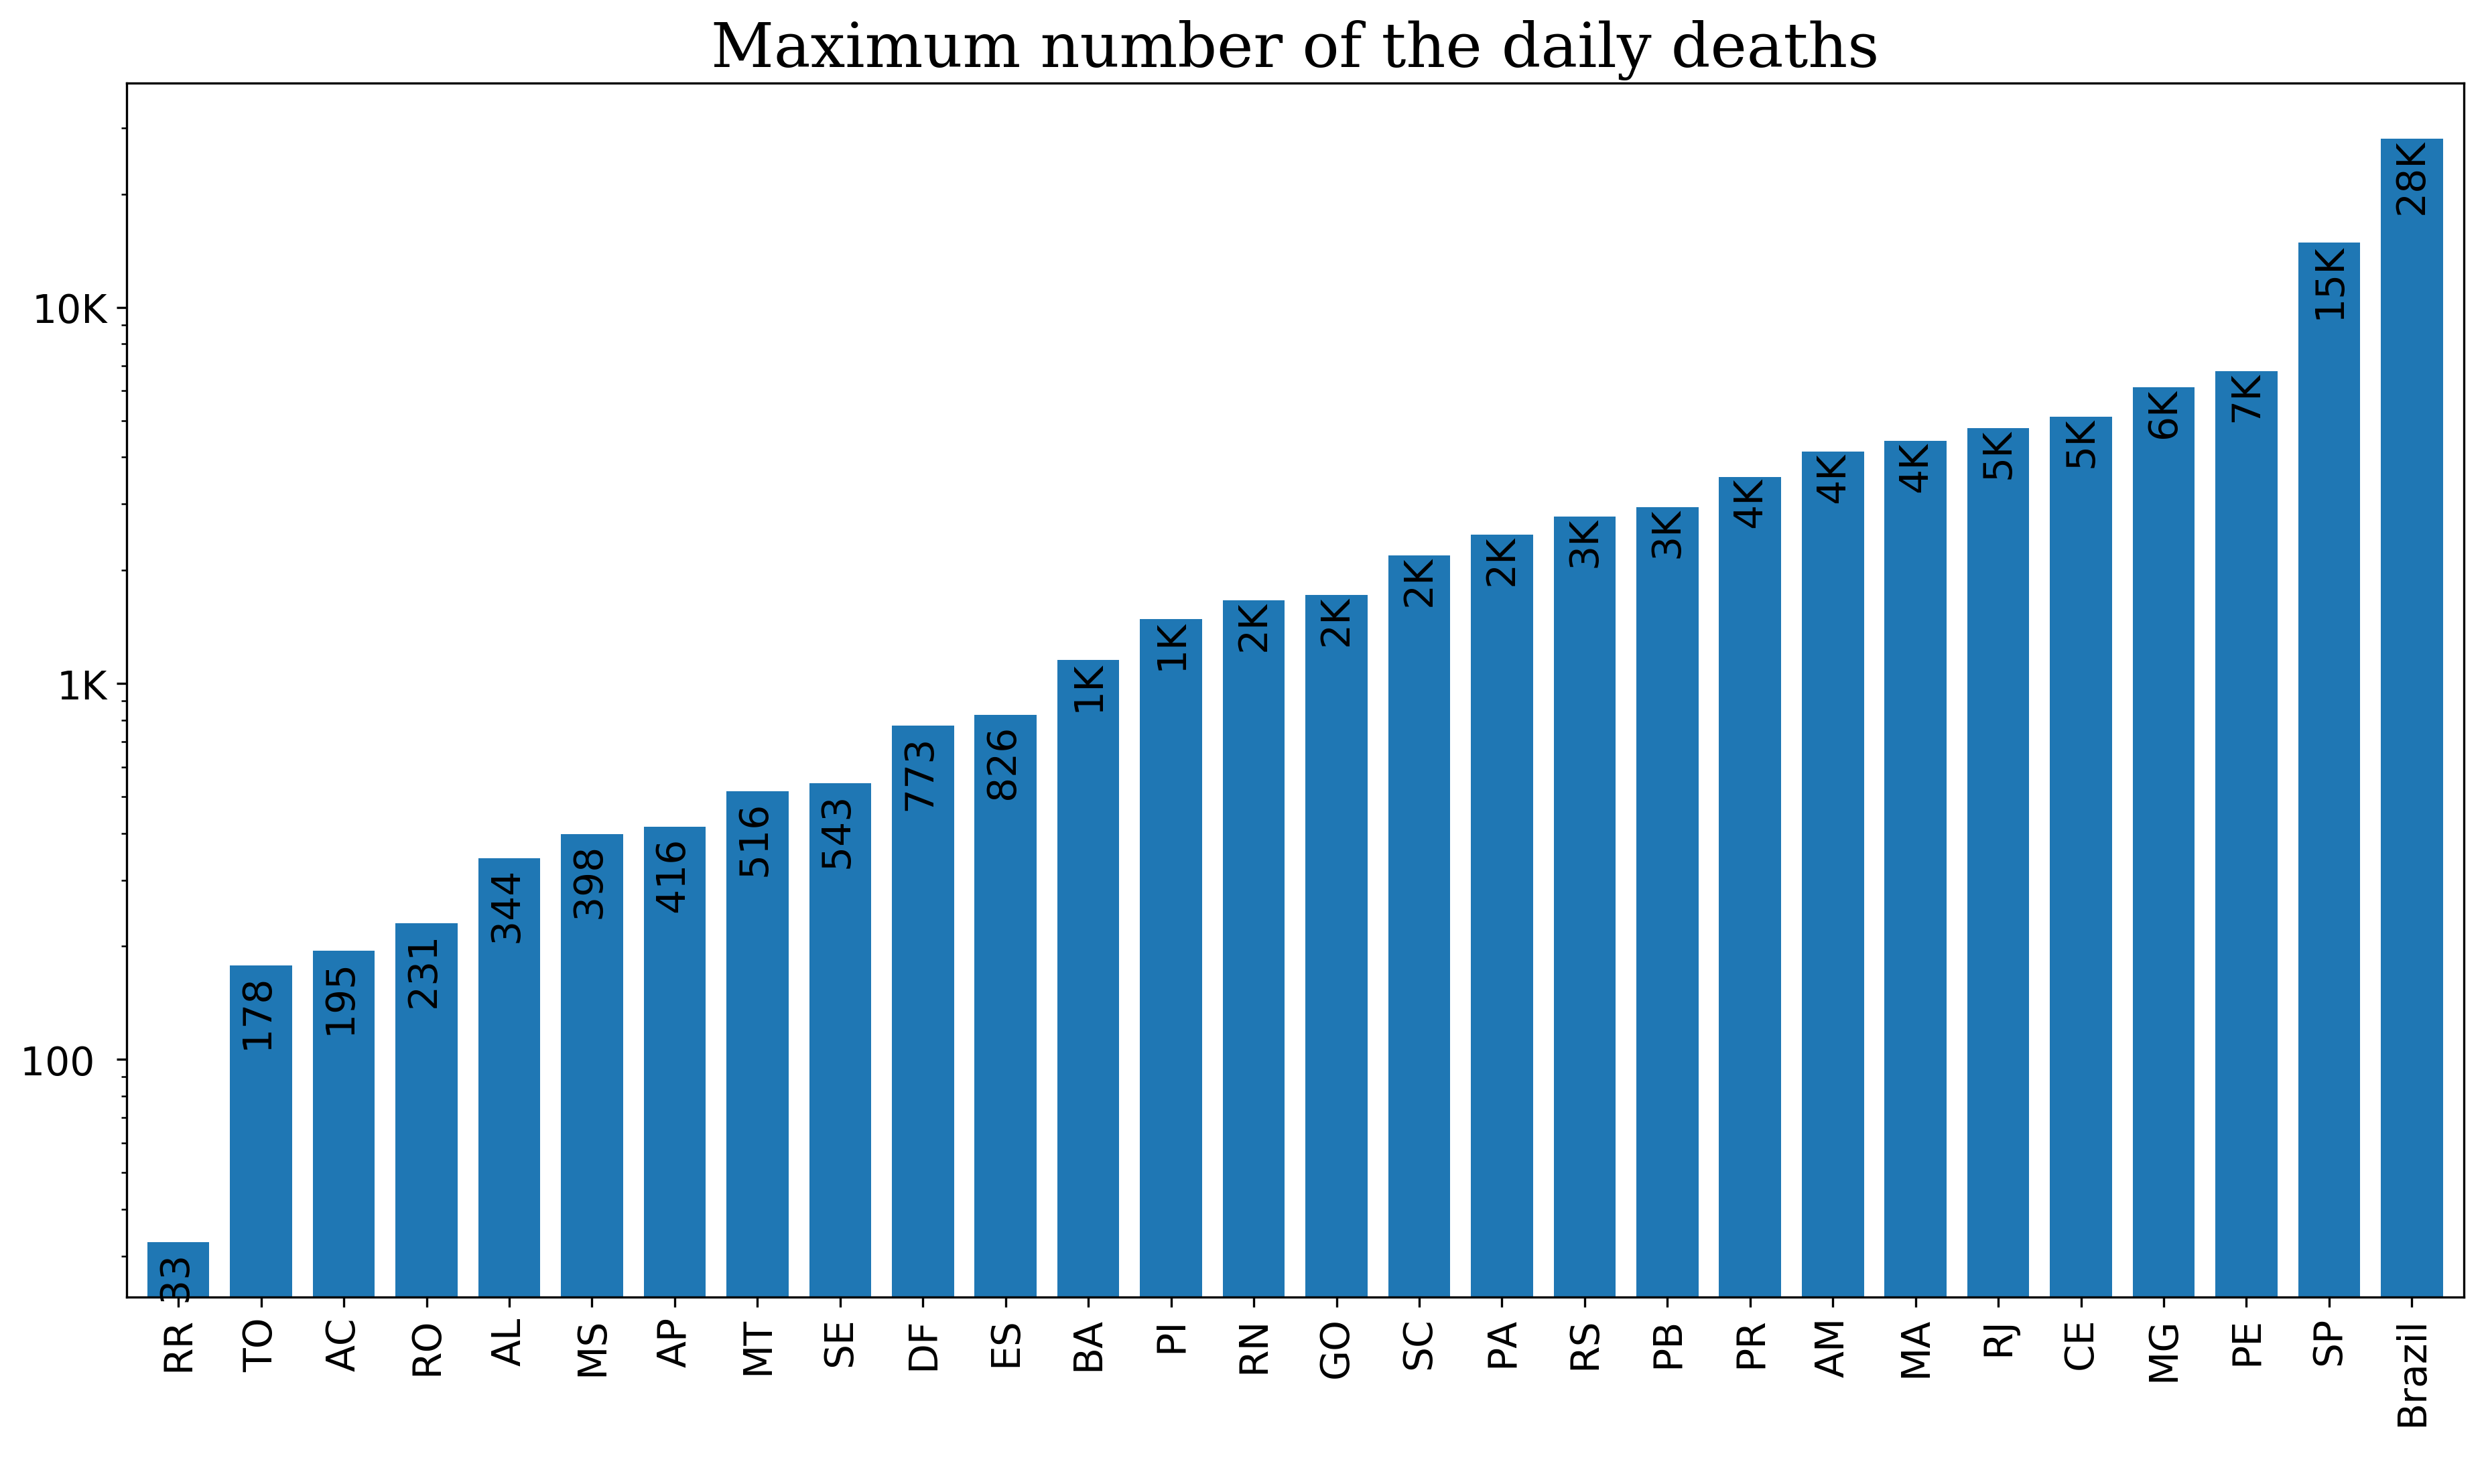 Maximum number of the daily deaths
10K
1K
100
33
178
195
231
344
398
416
516
543
773
826
1K
1K
2K
2K
2K
2K
3K
3K
4K
4K
4K
5K
5K
6K
7K
15K
28K
RR
TO
AC
RO
AL
MS
AP
MT
SE
DF
ES
BA
PI
RN
GO
SC
PA
RS
PB
PR
AM
MA
RJ
CE
MG
PE
SP
Brazil